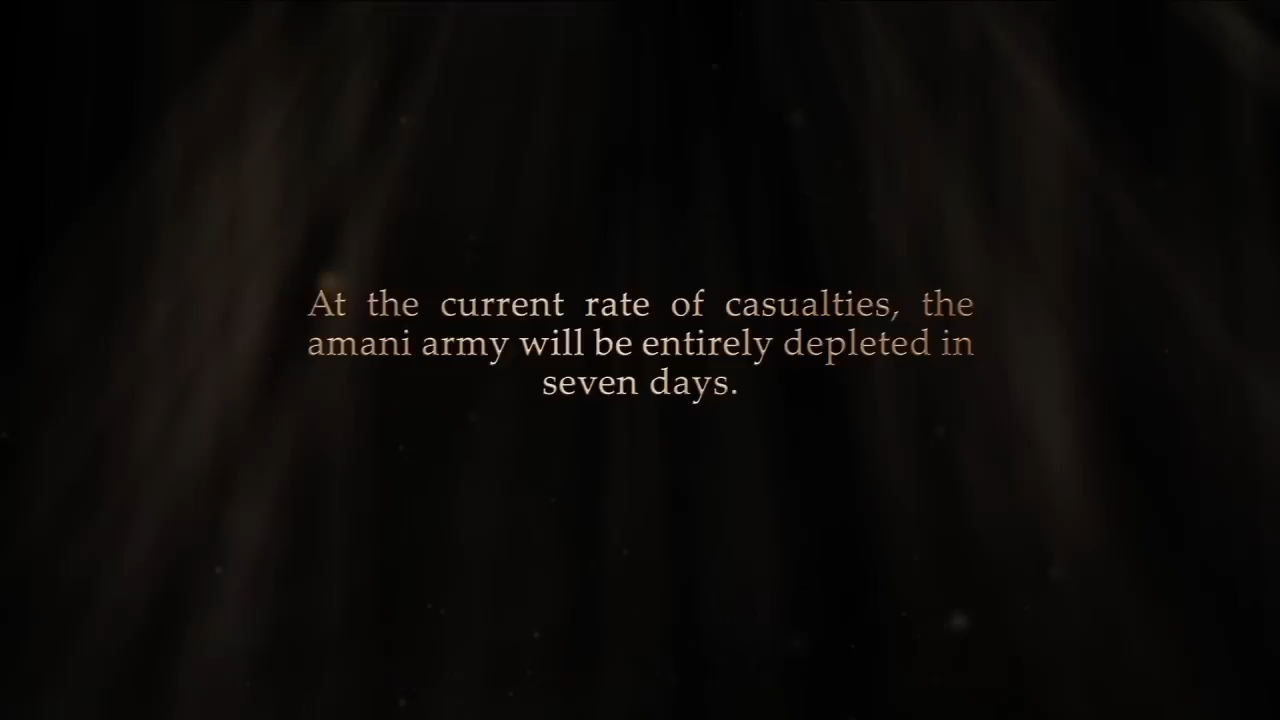 At the current rate of casualties, the
amani army will be entirely depleted in
seven days.